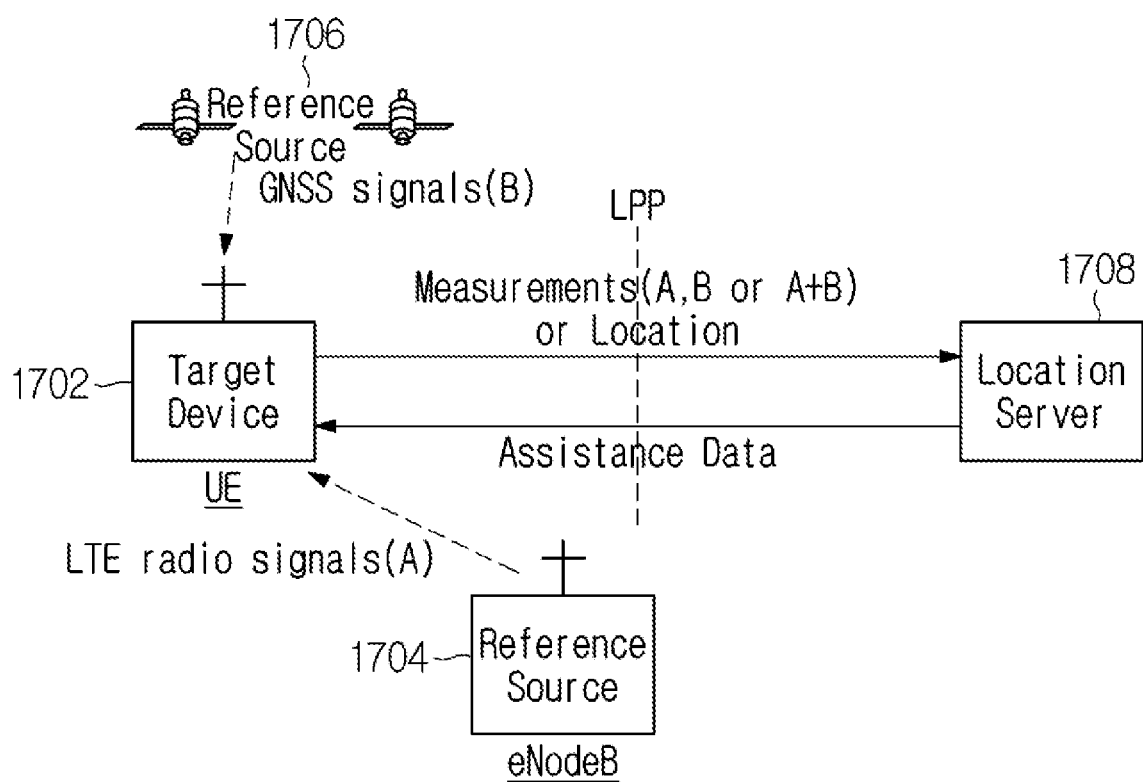 1706
Reference
Source
GNSS signals(B)
LPP
Measurements(A,B or A+B)
or Location
1708
1702
Target
Device
Location
Server
Assistance Data
UE
LTE radio signals(A)
1704
Reference
Source
eNodeB